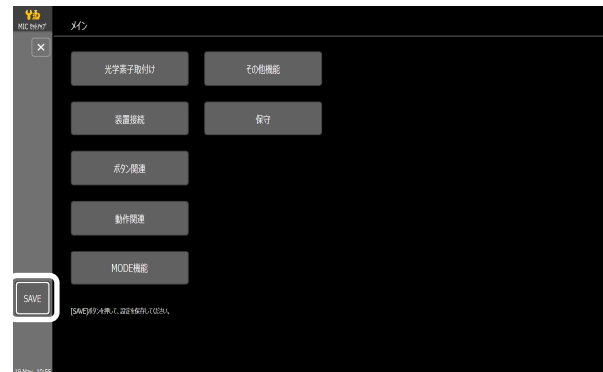 MIC セットアップ
メイン
光学素子取付け
その他機能
装置接続
保守
ボタン関連
動作関連
MODE機能
SAVE
[SAVE]ボタンを押して、設定を保存してください。